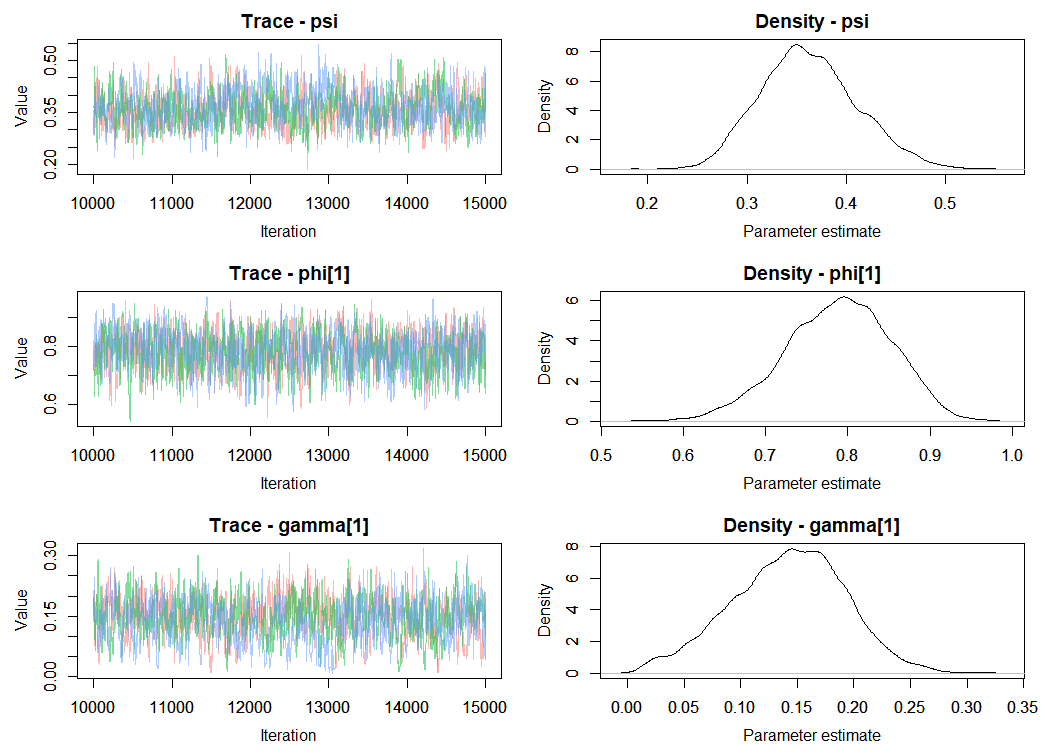 Trace - psi
Value
0.20 0.35 0.50
10000 11000 12000 13000 14000 15000
Iteration
Density - psi
Density
0 2 4 6 8
0.2 0.3 0.4 0.5
Parameter estimate
Trace - phi[1]
Value
0.6 0.8
10000 11000 12000 13000 14000 15000
Iteration
Density - phi[1]
Density
0 2 4 6
0.5 0.6 0.7 0.8 0.9 1.0
Parameter estimate
Trace - gamma[1]
Value
0.00 0.15 0.30
10000 11000 12000 13000 14000 15000
Iteration
Density - gamma[1]
Density
0 2 4 6 8
0.00 0.05 0.10 0.15 0.20 0.25 0.30 0.35
Parameter estimate